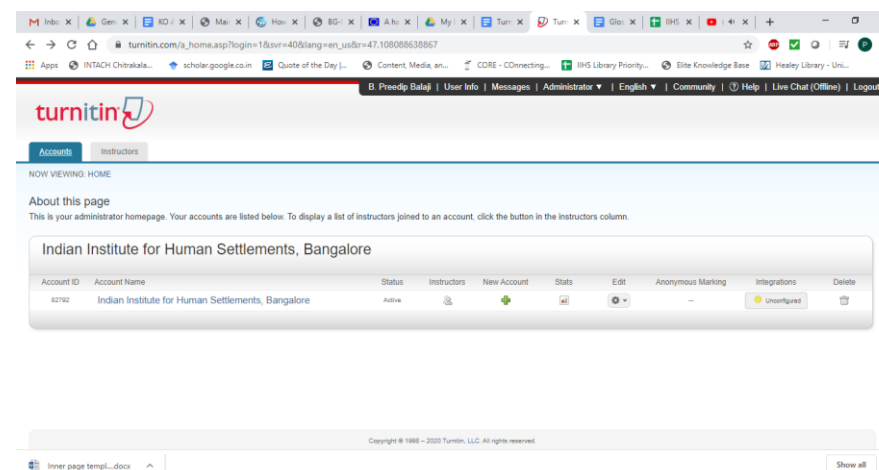 Inbo
Gen
KD /
Mai
How
BG-I
A ho
My
Turn
Turn
Glos
IIHS
turnitin.com/a_home.asp?login=1&svr=40&lang=en_us&r=47.108088638867
Apps INTACH Chitrakala... scholar.google.co.in Quote of the Day |... Content, Media, an... CORE - COnnecting... IIHS Library Priority... Elite Knowledge Base Healey Library - Uni...
B. Preedip Balaji | User Info | Messages | Administrator ▼ | English ▼ | Community | Help | Live Chat (Offline) | Logout
turnitin
Accounts Instructors
NOW VIEWING: HOME
About this page
This is your administrator homepage. Your accounts are listed below. To display a list of instructors joined to an account, click the button in the instructors column.
Indian Institute for Human Settlements, Bangalore
Account ID Account Name Status Instructors New Account Stats Edit Anonymous Marking Integrations Delete
82792 Indian Institute for Human Settlements, Bangalore Active -- Unconfigured
Copyright © 1998 – 2020 Turnitin, LLC. All rights reserved.
Inner page templ....docx Show all